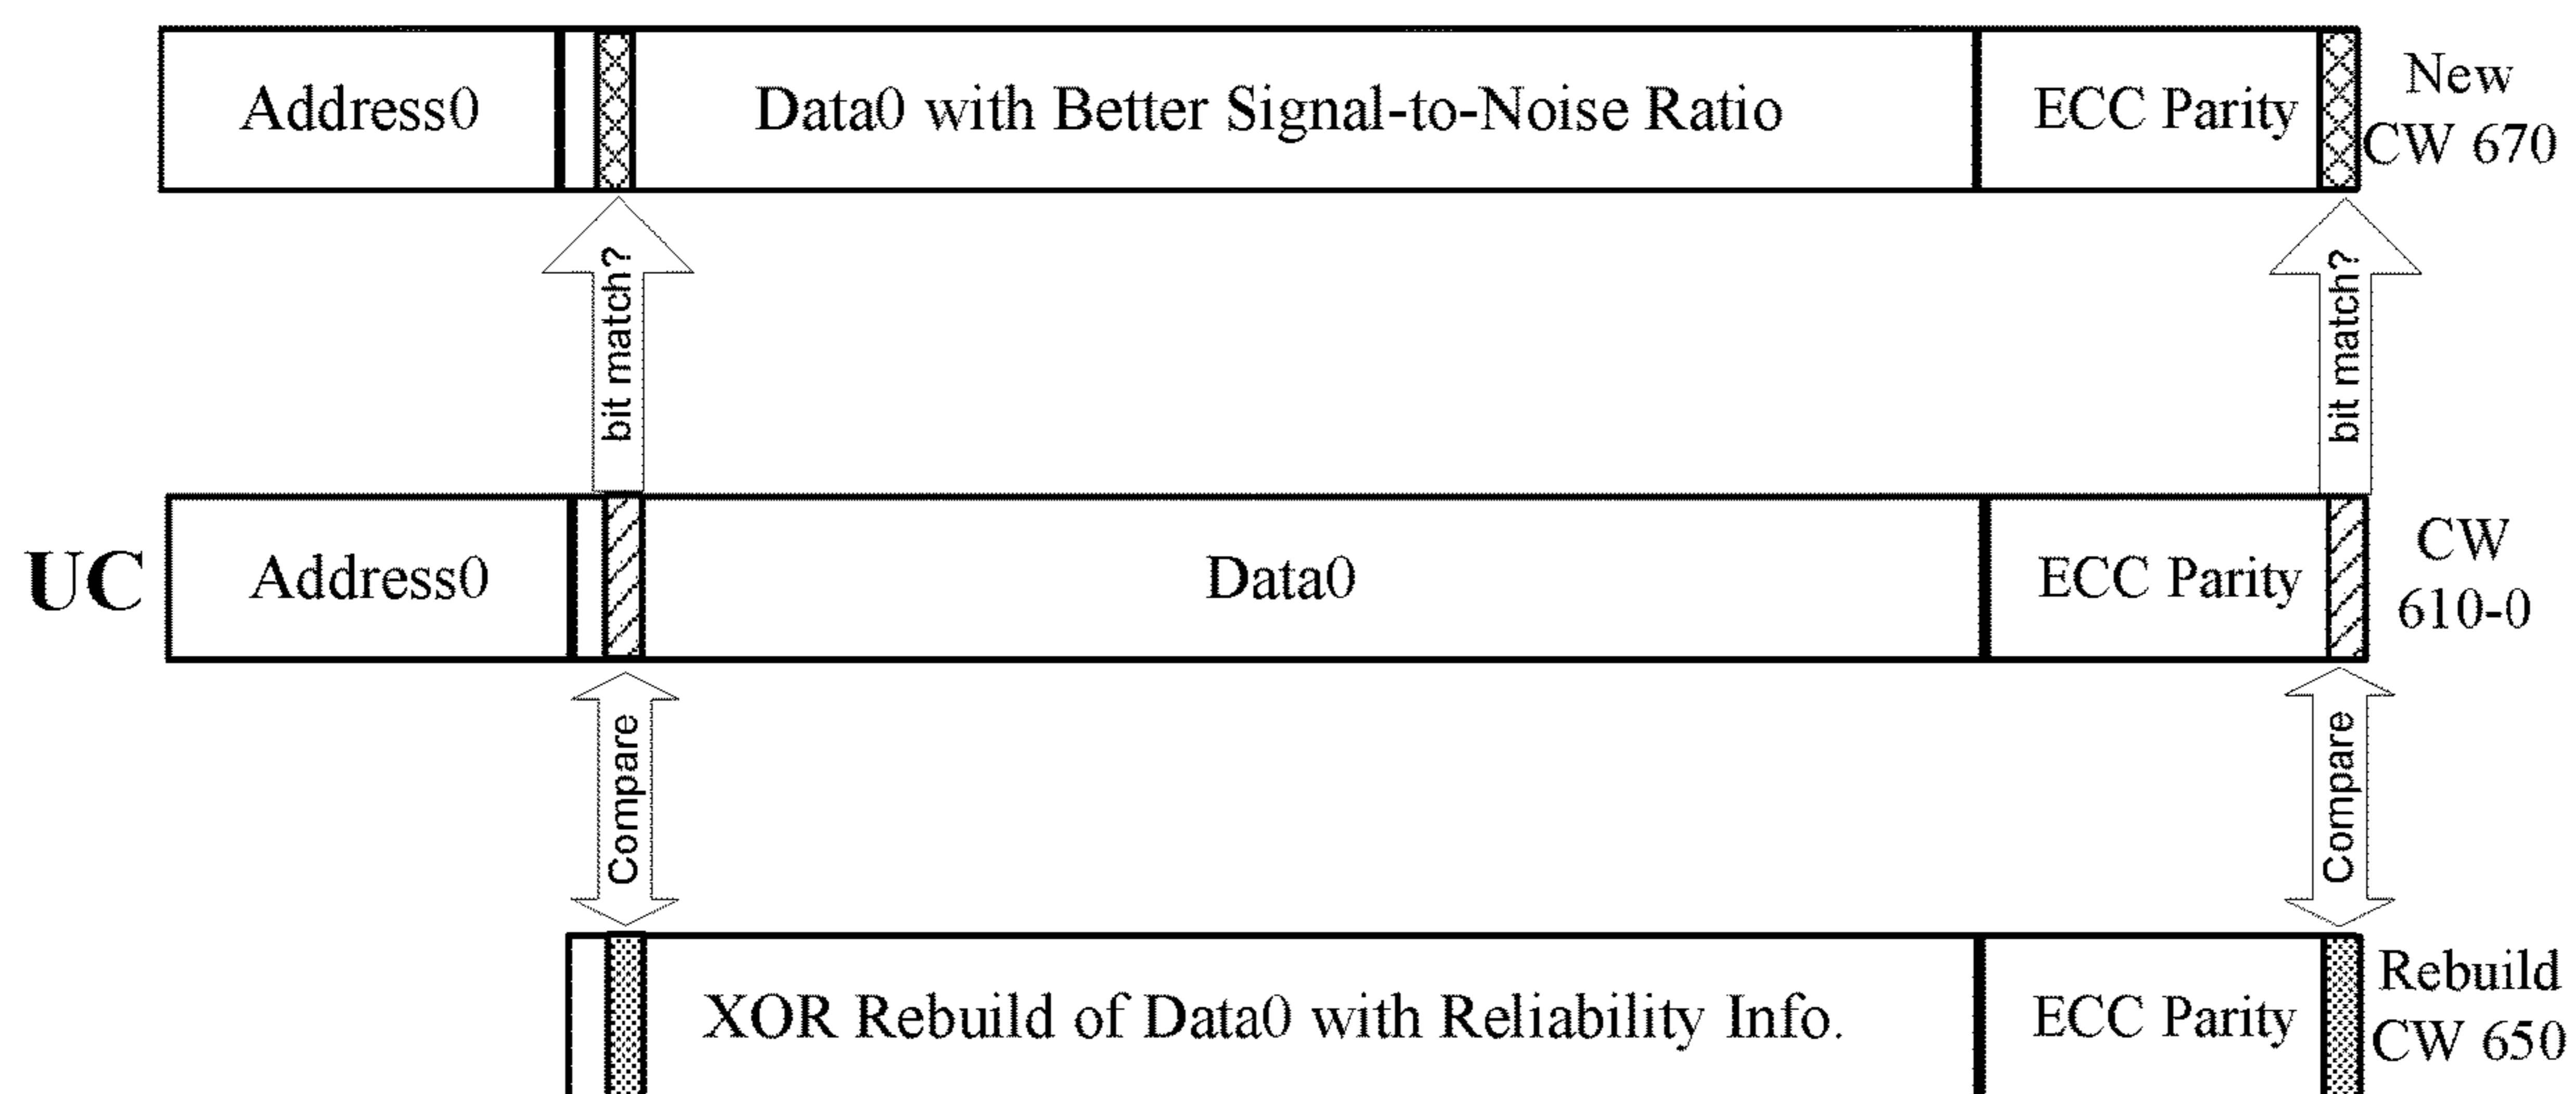 Address0 Data0 with Better Signal-to-Noise Ratio ECC Parity New
CW 670
bit match? bit match?
UC Address0 Data0 ECC Parity CW
610-0
Compare Compare
XOR Rebuild of Data0 with Reliability Info. ECC Parity Rebuild
CW 650